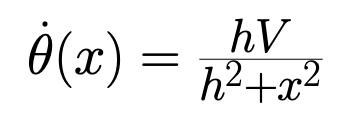 θ̇(x) = hV / (h²+x²)